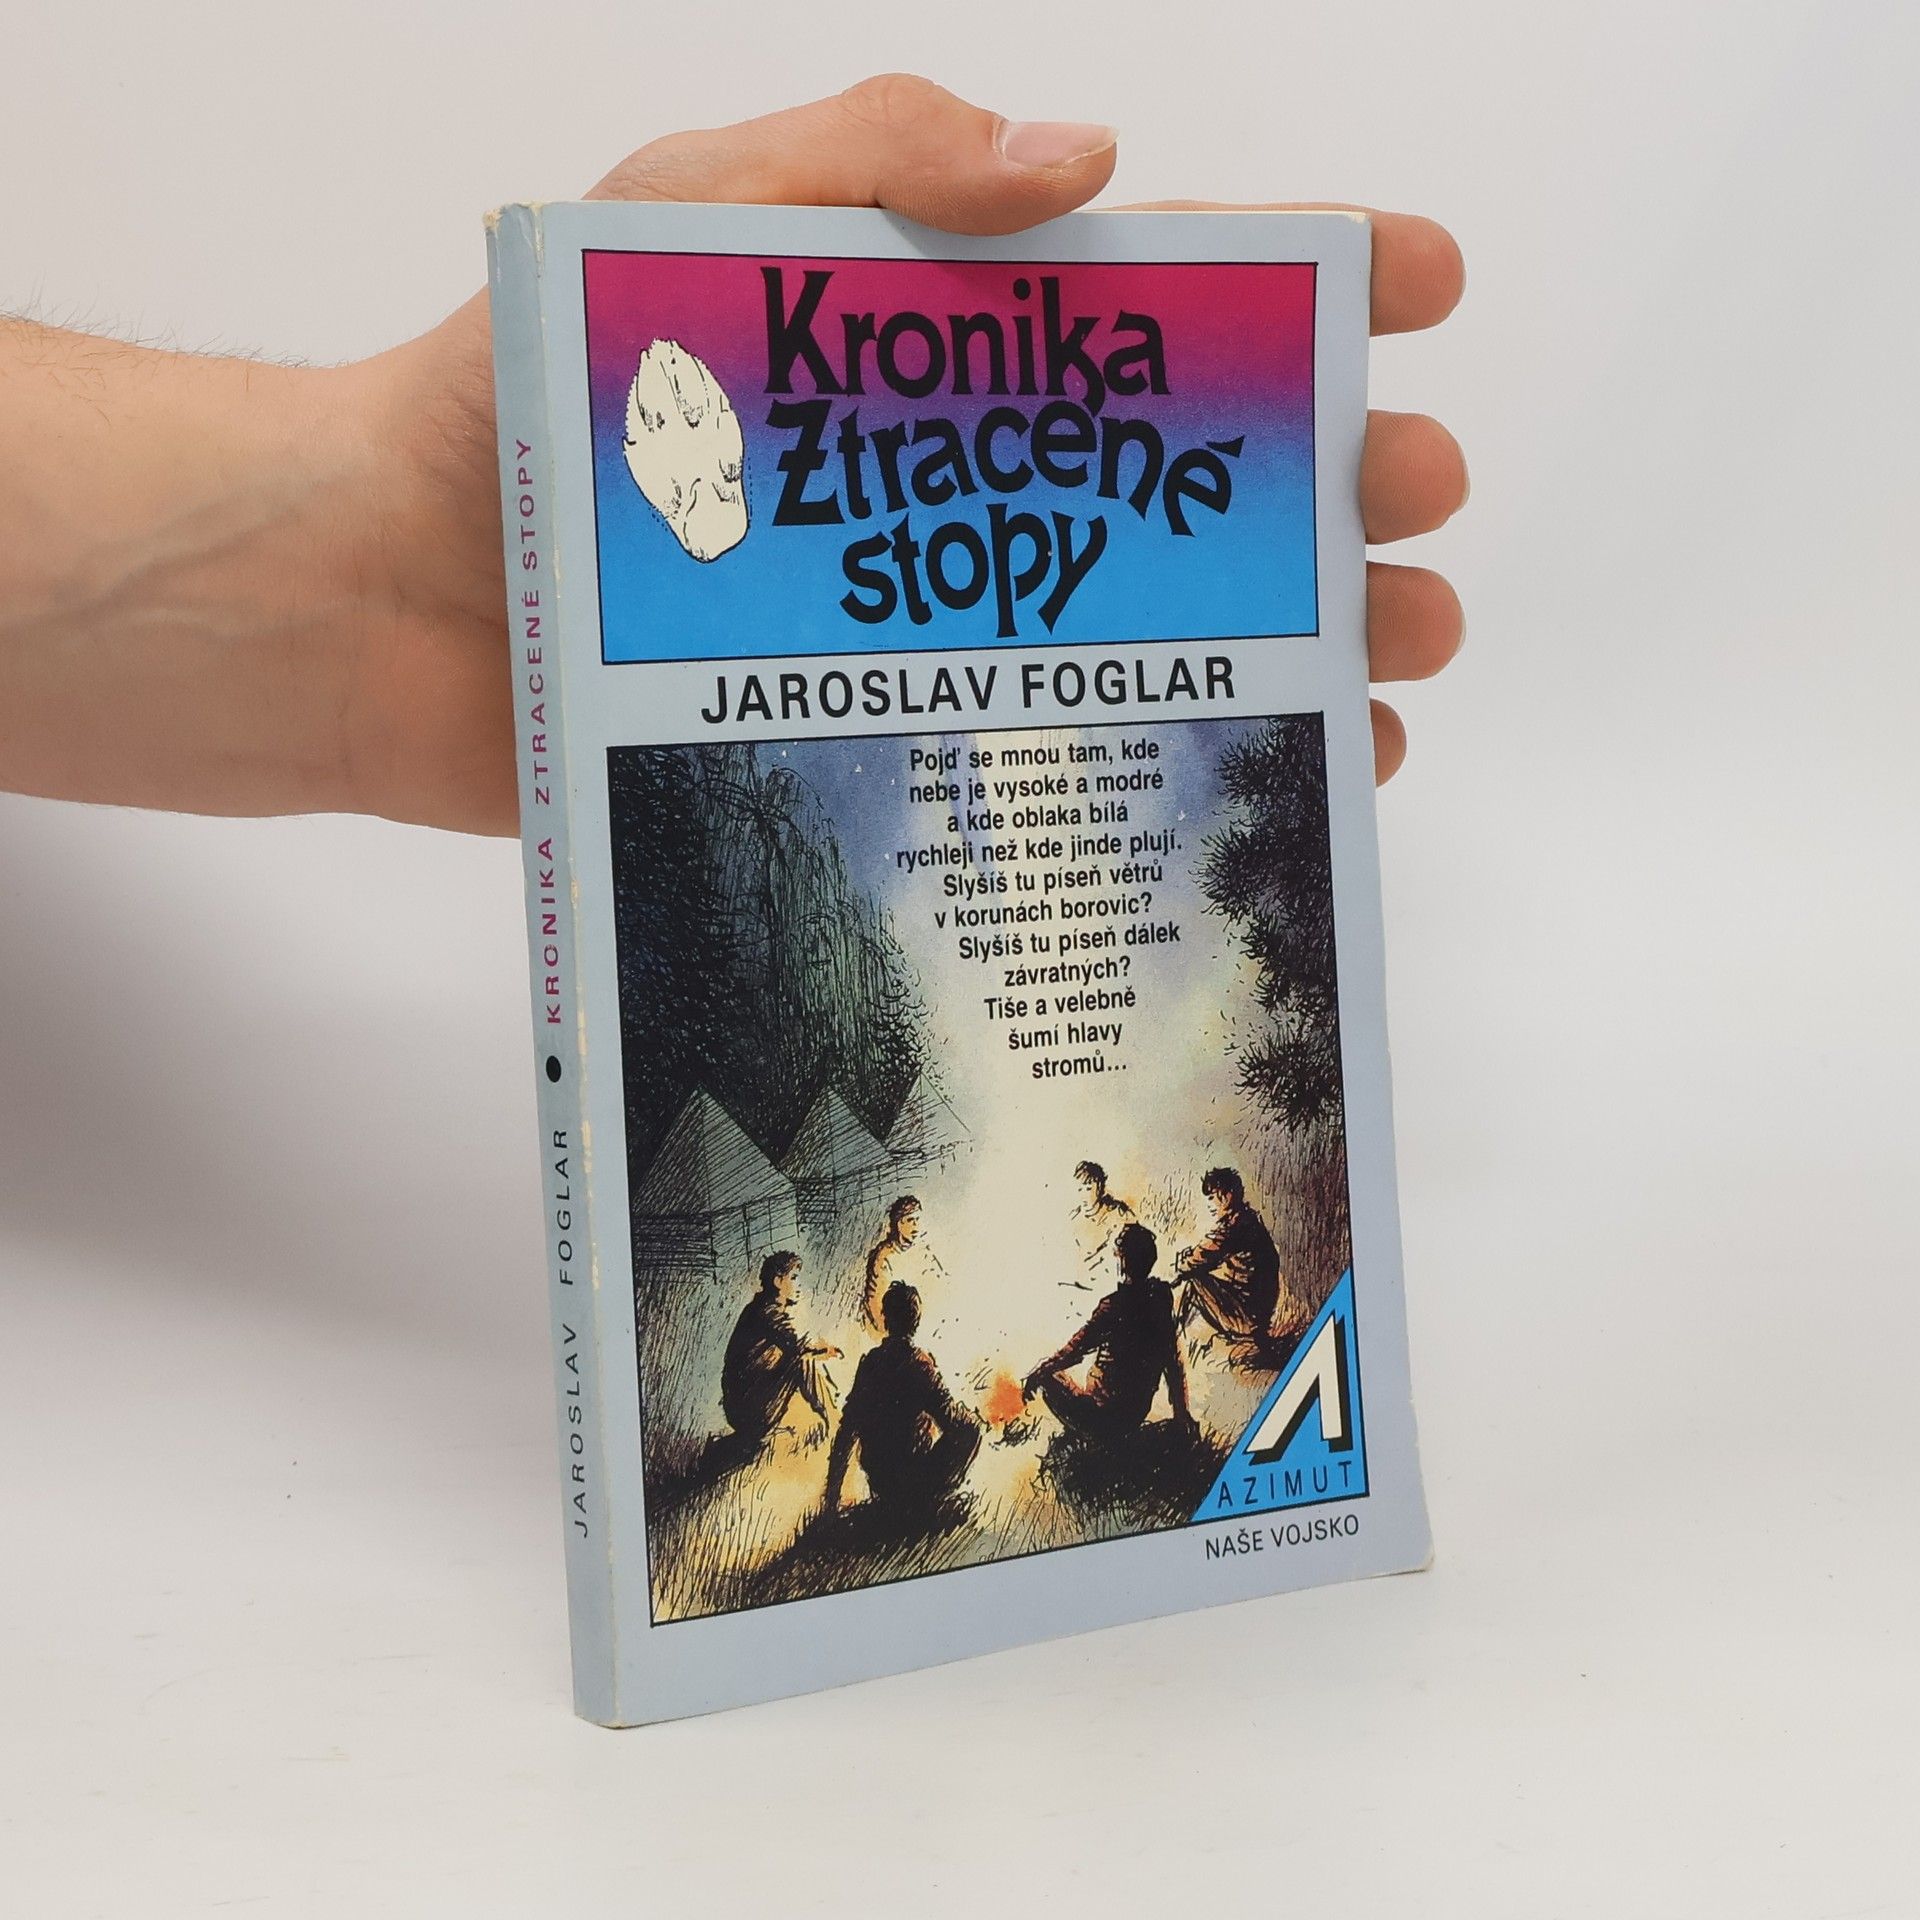 Kronika
Ztracené
stopy
JAROSLAV FOGLAR
Pojď se mnou tam, kde
nebe je vysoké a modré
a kde oblaka bílá
rychleji než kde jinde plují.
Slyšíš tu píseň větrů
v korunách borovic?
Slyšíš tu píseň dálek
závratných?
Tiše a velebně
šumí hlavy
stromů...
AZIMUT
NAŠE VOJSKO
JAROSLAV FOGLAR ● KRONIKA ZTRACENÉ STOPY